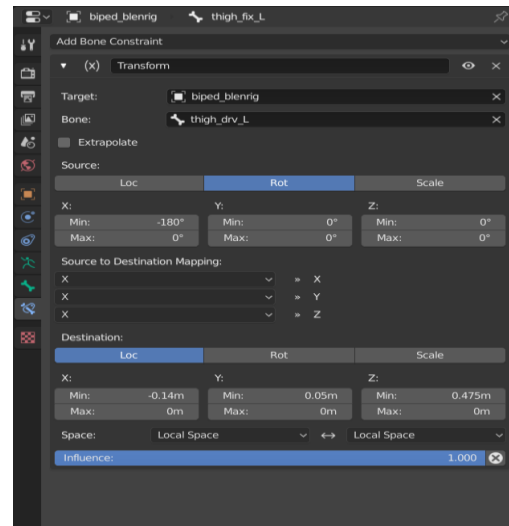 biped_blenrig thigh_fix_L
Add Bone Constraint
(x) Transform
Target: biped_blenrig
Bone: thigh_drv_L
Extrapolate
Source:
Loc Rot Scale
X: Y: Z:
Min: -180° Min: 0° Min: 0°
Max: 0° Max: 0° Max: 0°
Source to Destination Mapping:
X » X
X » Y
X » Z
Destination:
Loc Rot Scale
X: Y: Z:
Min: -0.14m Min: 0.05m Min: 0.475m
Max: 0m Max: 0m Max: 0m
Space: Local Space ↔ Local Space
Influence: 1.000